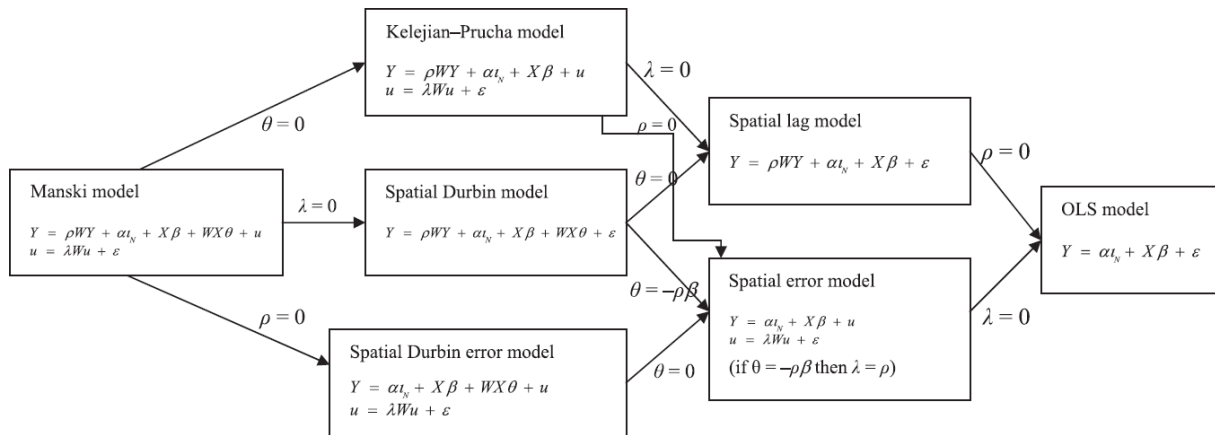 Kelejian–Prucha model
Y = ρWY + αι_N + Xβ + u
u = λWu + ε
λ = 0
θ = 0
ρ = 0
Spatial lag model
Y = ρWY + αι_N + Xβ + ε
ρ = 0
Manski model
Y = ρWY + αι_N + Xβ + WXθ + u
u = λWu + ε
λ = 0
Spatial Durbin model
Y = ρWY + αι_N + Xβ + WXθ + ε
θ = 0
OLS model
Y = αι_N + Xβ + ε
θ = –ρβ
Spatial error model
Y = αι_N + Xβ + u
u = λWu + ε
(if θ = –ρβ then λ = ρ)
λ = 0
ρ = 0
Spatial Durbin error model
Y = αι_N + Xβ + WXθ + u
u = λWu + ε
θ = 0